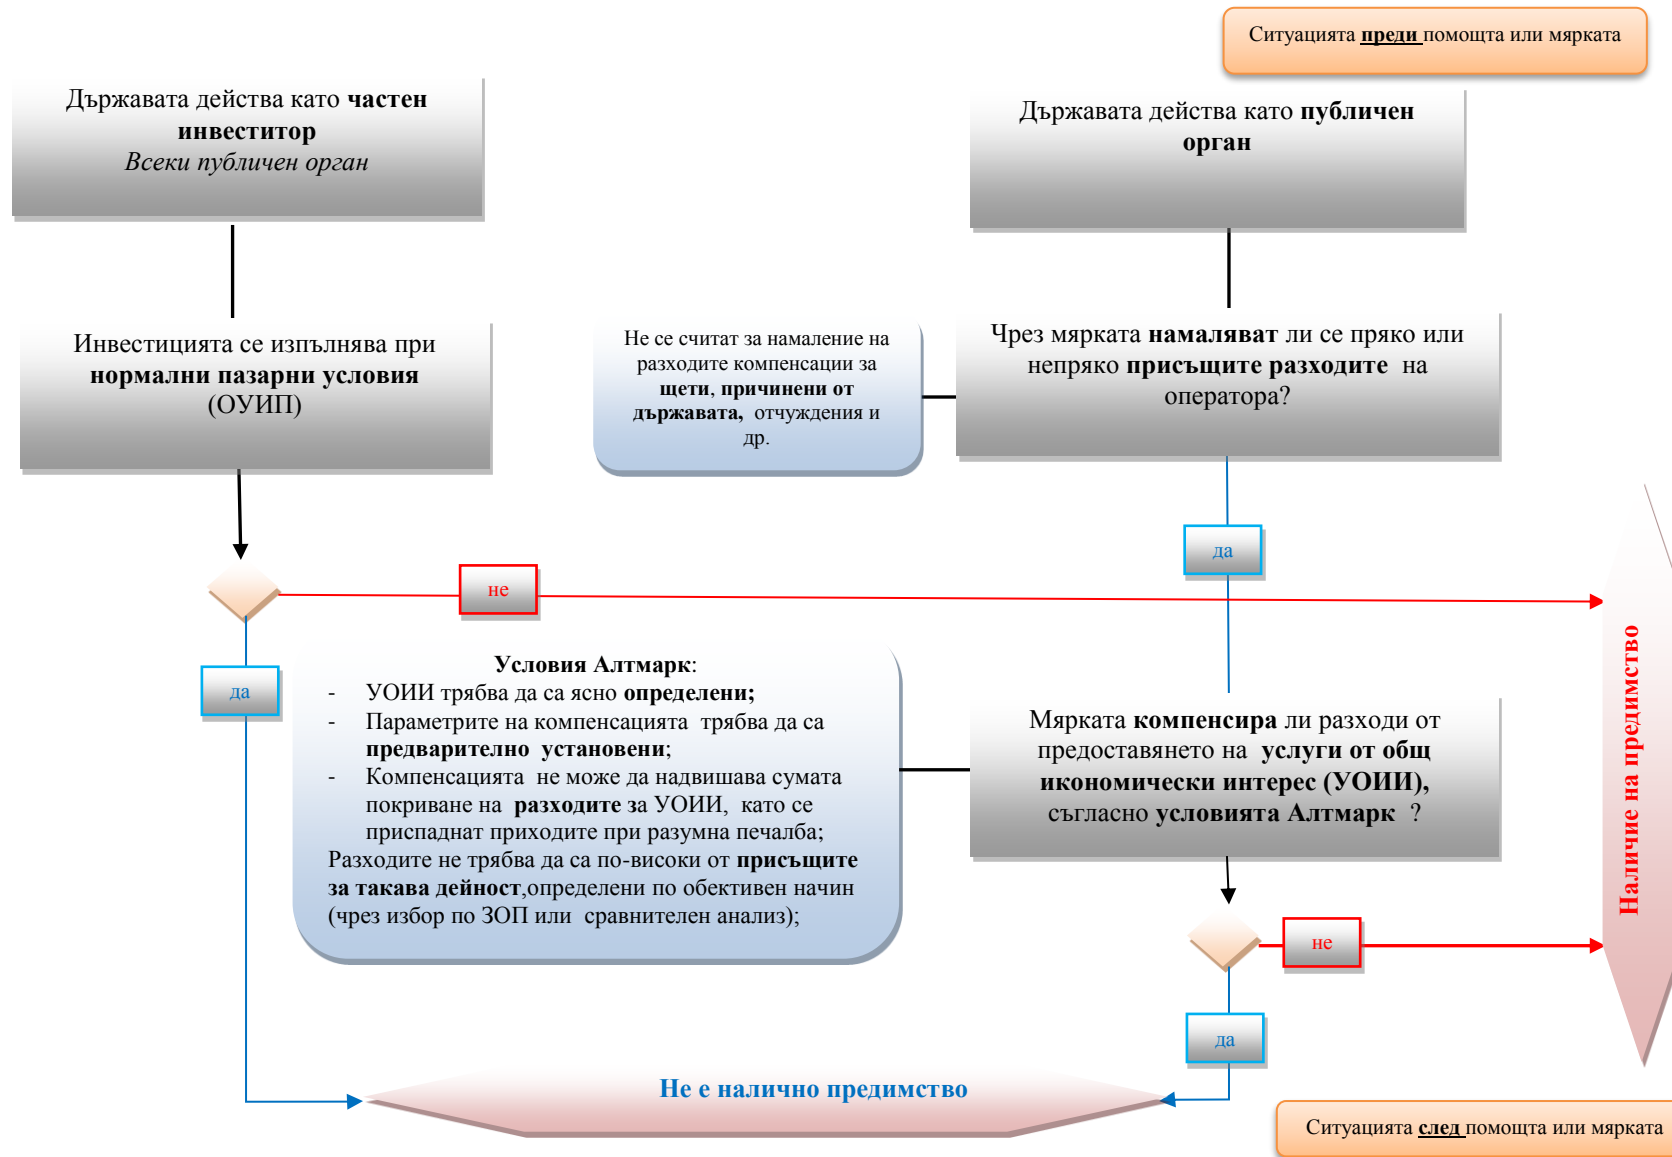 Ситуацията преди помощта или мярката
Държавата действа като частен
инвеститор
Всеки публичен орган
Държавата действа като публичен
орган
Инвестицията се изпълнява при
нормални пазарни условия
(ОУИП)
Не се считат за намаление на
разходите компенсации за
щети, причинени от
държавата, отчуждения и
др.
Чрез мярката намаляват ли се пряко или
непряко присъщите разходите на
оператора?
да
не
да
Условия Алтмарк:
- УОИИ трябва да са ясно определени;
- Параметрите на компенсацията трябва да са
предварително установени;
- Компенсацията не може да надвишава сумата
покриване на разходите за УОИИ, като се
приспаднат приходите при разумна печалба;
Разходите не трябва да са по-високи от присъщите
за такава дейност,определени по обективен начин
(чрез избор по ЗОП или сравнителен анализ);
Мярката компенсира ли разходи от
предоставянето на услуги от общ
икономически интерес (УОИИ),
съгласно условията Алтмарк ?
Наличие на предимство
не
да
Не е налично предимство
Ситуацията след помощта или мярката